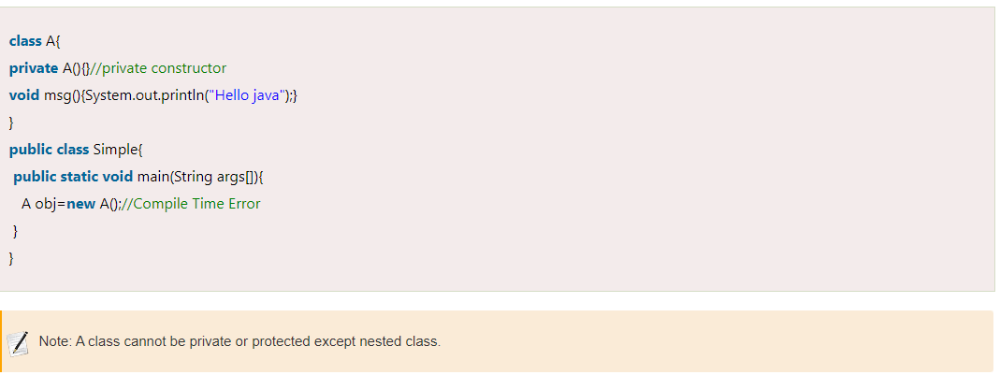 class A{
private A(){}//private constructor
void msg(){System.out.println("Hello java");}
}
public class Simple{
public static void main(String args[]){
A obj=new A();//Compile Time Error
}
}
Note: A class cannot be private or protected except nested class.